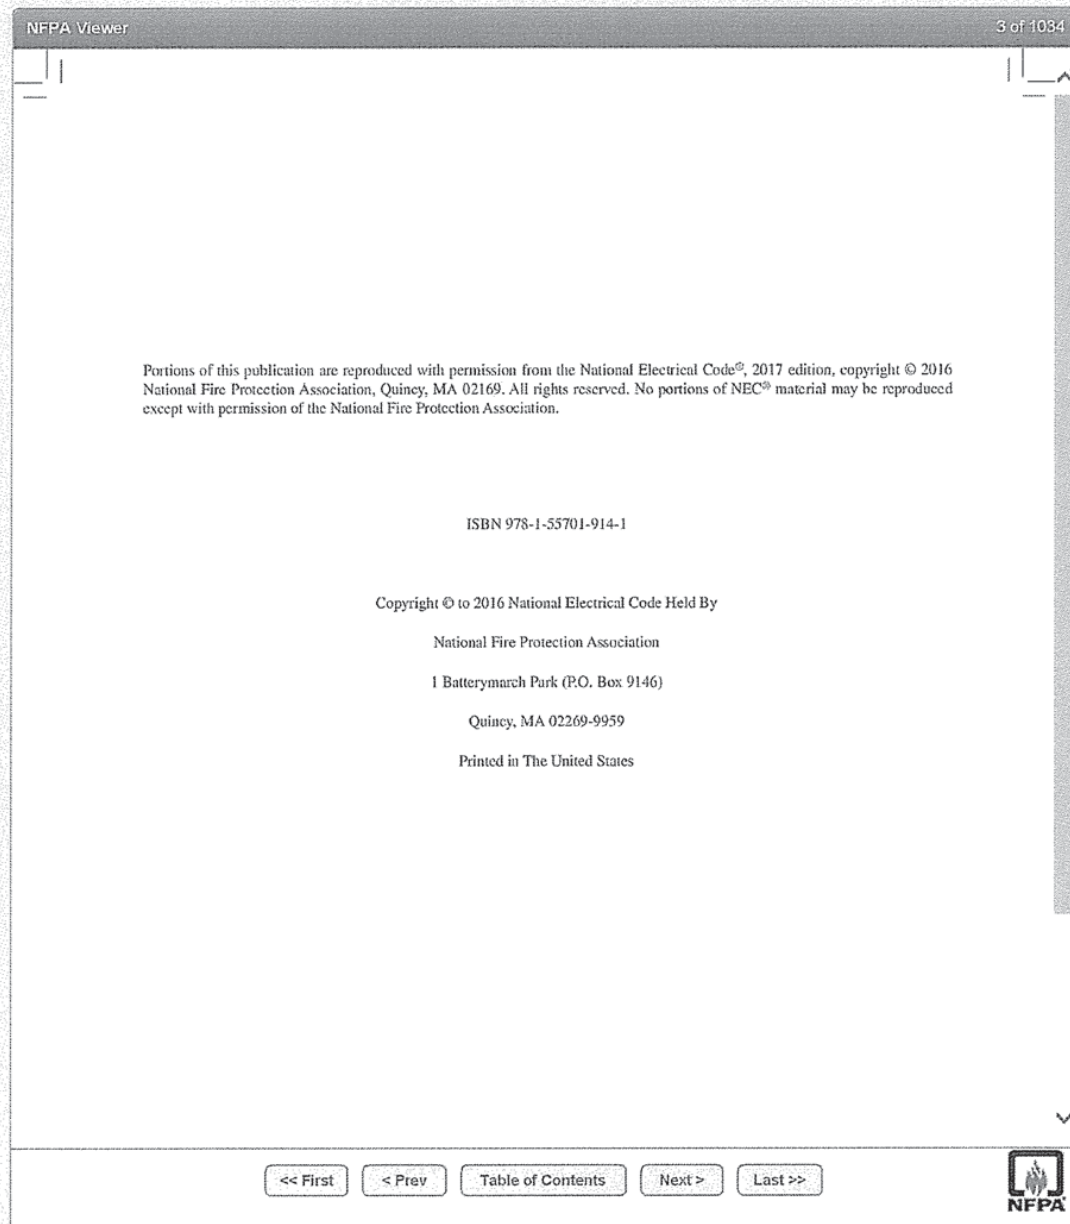 NFPA Viewer 3 of 1034
Portions of this publication are reproduced with permission from the National Electrical Code®, 2017 edition, copyright © 2016
National Fire Protection Association, Quincy, MA 02169. All rights reserved. No portions of NEC® material may be reproduced
except with permission of the National Fire Protection Association.
ISBN 978-1-55701-914-1
Copyright © to 2016 National Electrical Code Held By
National Fire Protection Association
1 Batterymarch Park (P.O. Box 9146)
Quincy, MA 02269-9959
Printed in The United States
<< First < Prev Table of Contents Next > Last >>
NFPA